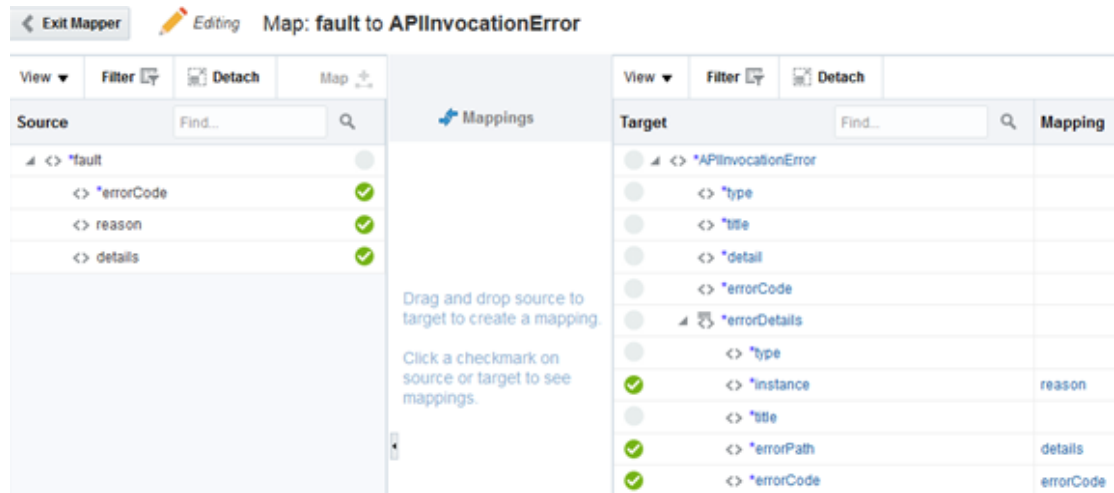 Exit Mapper Editing Map: fault to APIInvocationError
View Filter Detach Map
Source Find...
*fault
<> *errorCode
<> reason
<> details
Mappings
Drag and drop source to
target to create a mapping.
Click a checkmark on
source or target to see
mappings.
View Filter Detach
Target Find... Mapping
<> *APIInvocationError
<> *type
<> *title
<> *detail
<> *errorCode
*errorDetails
<> *type
<> *instance reason
<> *title
<> *errorPath details
<> *errorCode errorCode